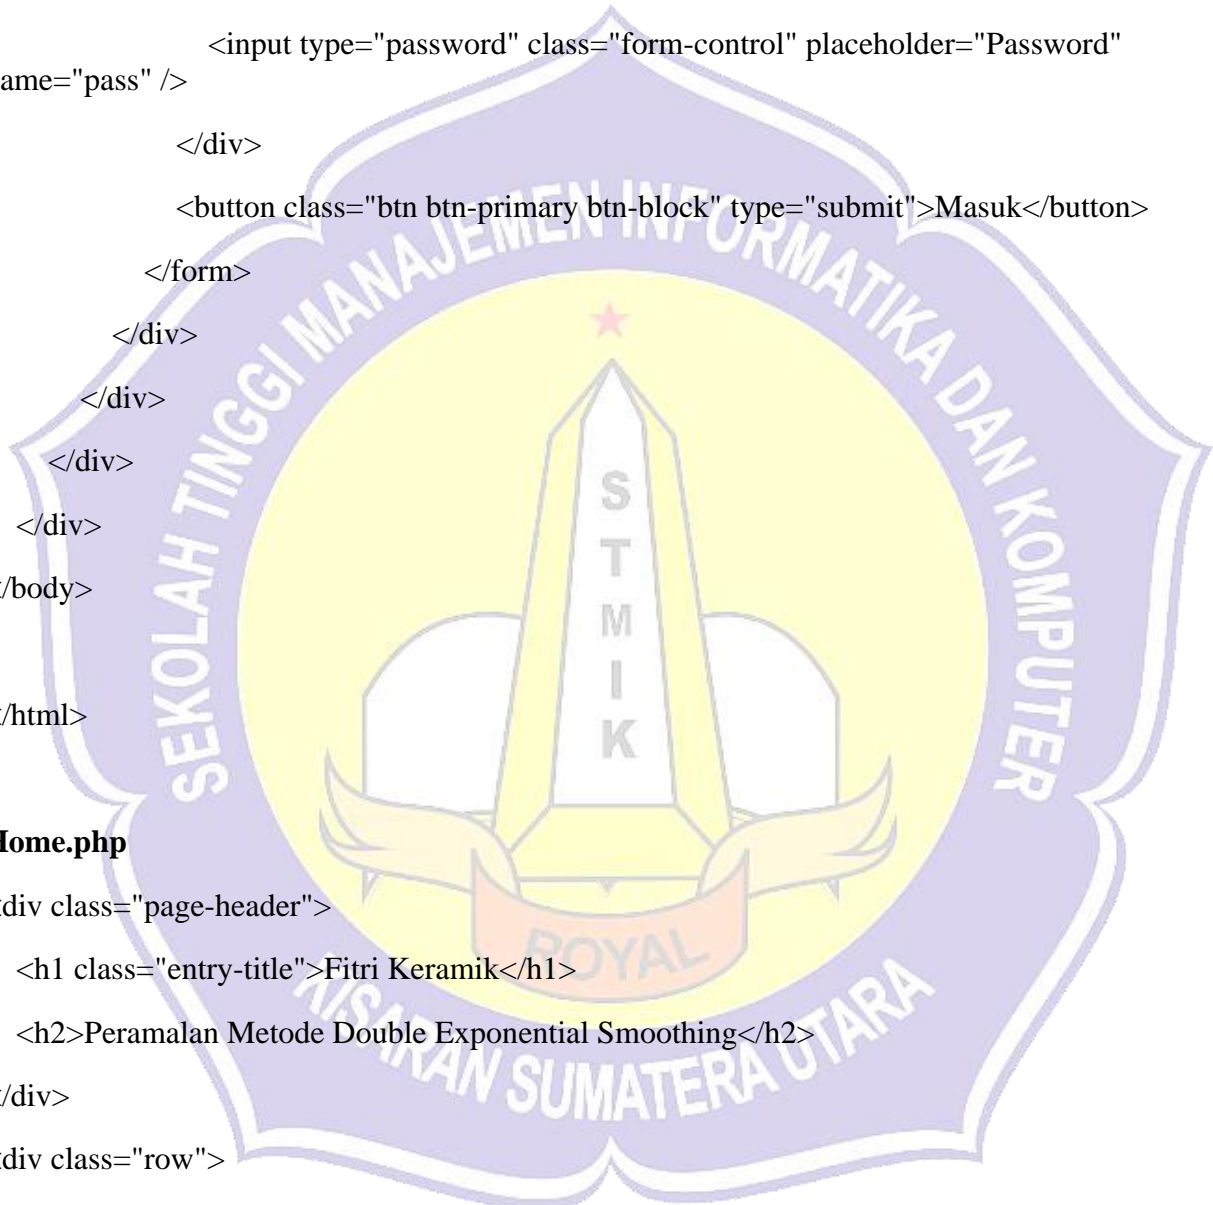 <input type="password" class="form-control" placeholder="Password"
ame="pass" />
</div>
<button class="btn btn-primary btn-block" type="submit">Masuk</button>
</form>
</div>
</div>
</div>
</div>
/body>
/html>
Home.php
div class="page-header">
<h1 class="entry-title">Fitri Keramik</h1>
<h2>Peramalan Metode Double Exponential Smoothing</h2>
/div>
div class="row">
SEKOLAH TINGGI MANAJEMEN INFORMATIKA DAN KOMPUTER
S
T
M
I
K
ROYAL
KISARAN SUMATERA UTARA